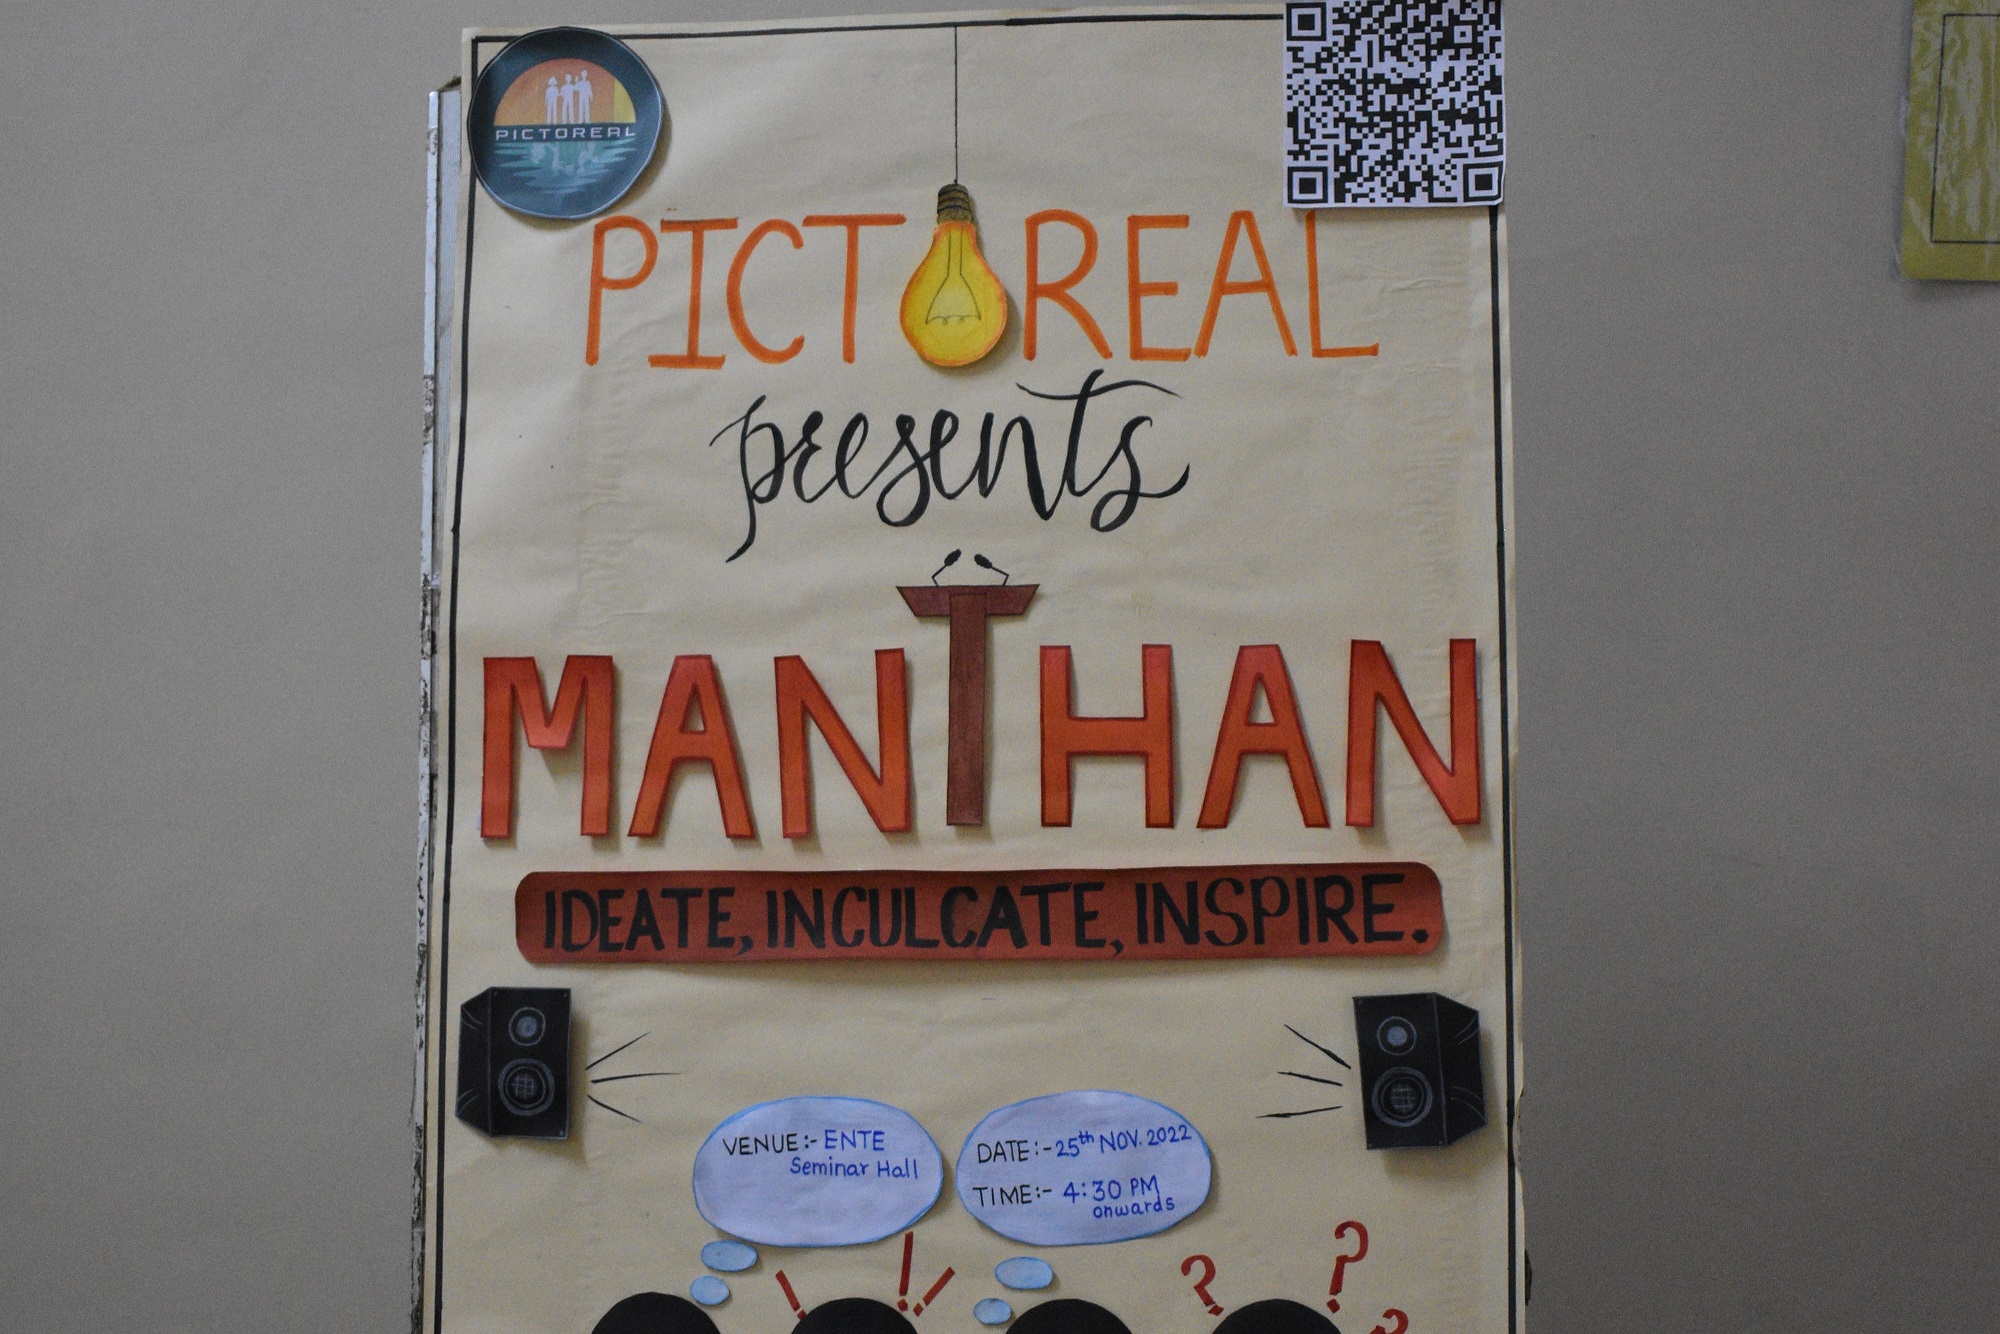 PICTOREAL
PICTOREAL
presents
MANTHAN
IDEATE, INCULCATE, INSPIRE.
VENUE:- ENTE
Seminar Hall
DATE:- 25th NOV. 2022
TIME:- 4:30 PM
onwards
! ! !
? ? ?